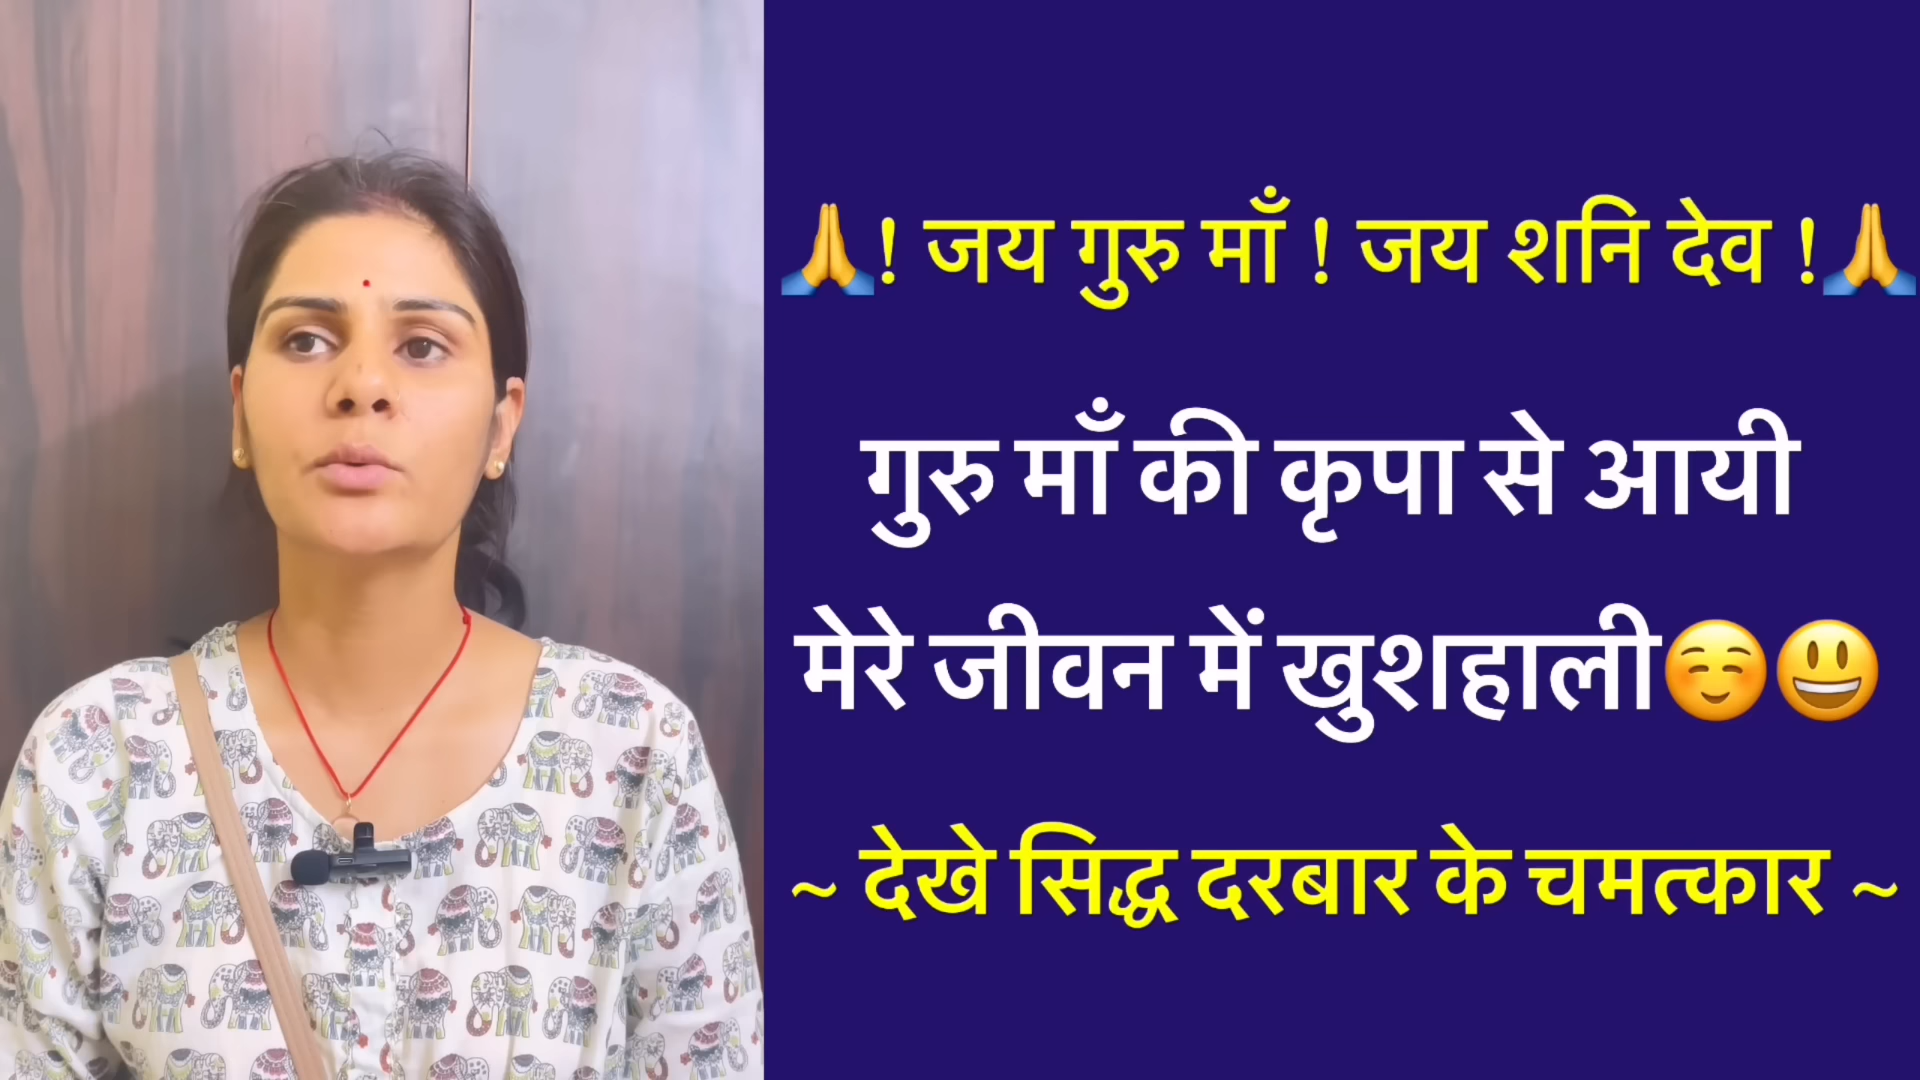 🙏! जय गुरु माँ ! जय शनि देव !🙏
गुरु माँ की कृपा से आयी
मेरे जीवन में खुशहाली☺️😃
~ देखे सिद्ध दरबार के चमत्कार ~